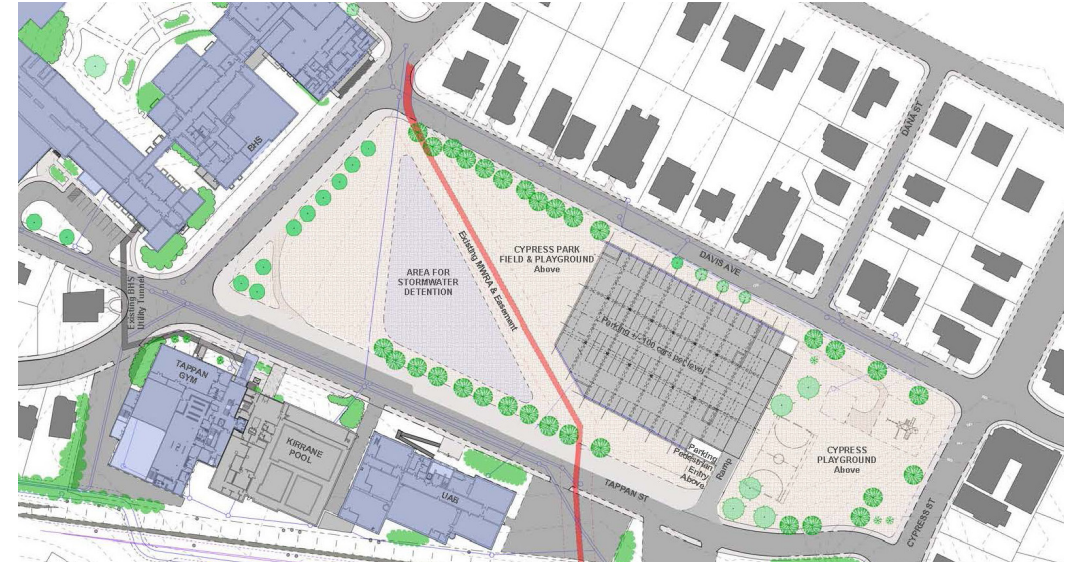 BHS
DANA ST
Existing MWRA & Easement
CYPRESS PARK
FIELD & PLAYGROUND
Above
DAVIS AVE
AREA FOR
STORMWATER
DETENTION
Existing BHS
Utility Tunnel
Parking +/- 100 cars per level
TAPPAN
GYM
KIRRANE
POOL
UAB
TAPPAN ST
Parking
Pedestrian
Entry
Above
Ramp
CYPRESS
PLAYGROUND
Above
CYPRESS ST